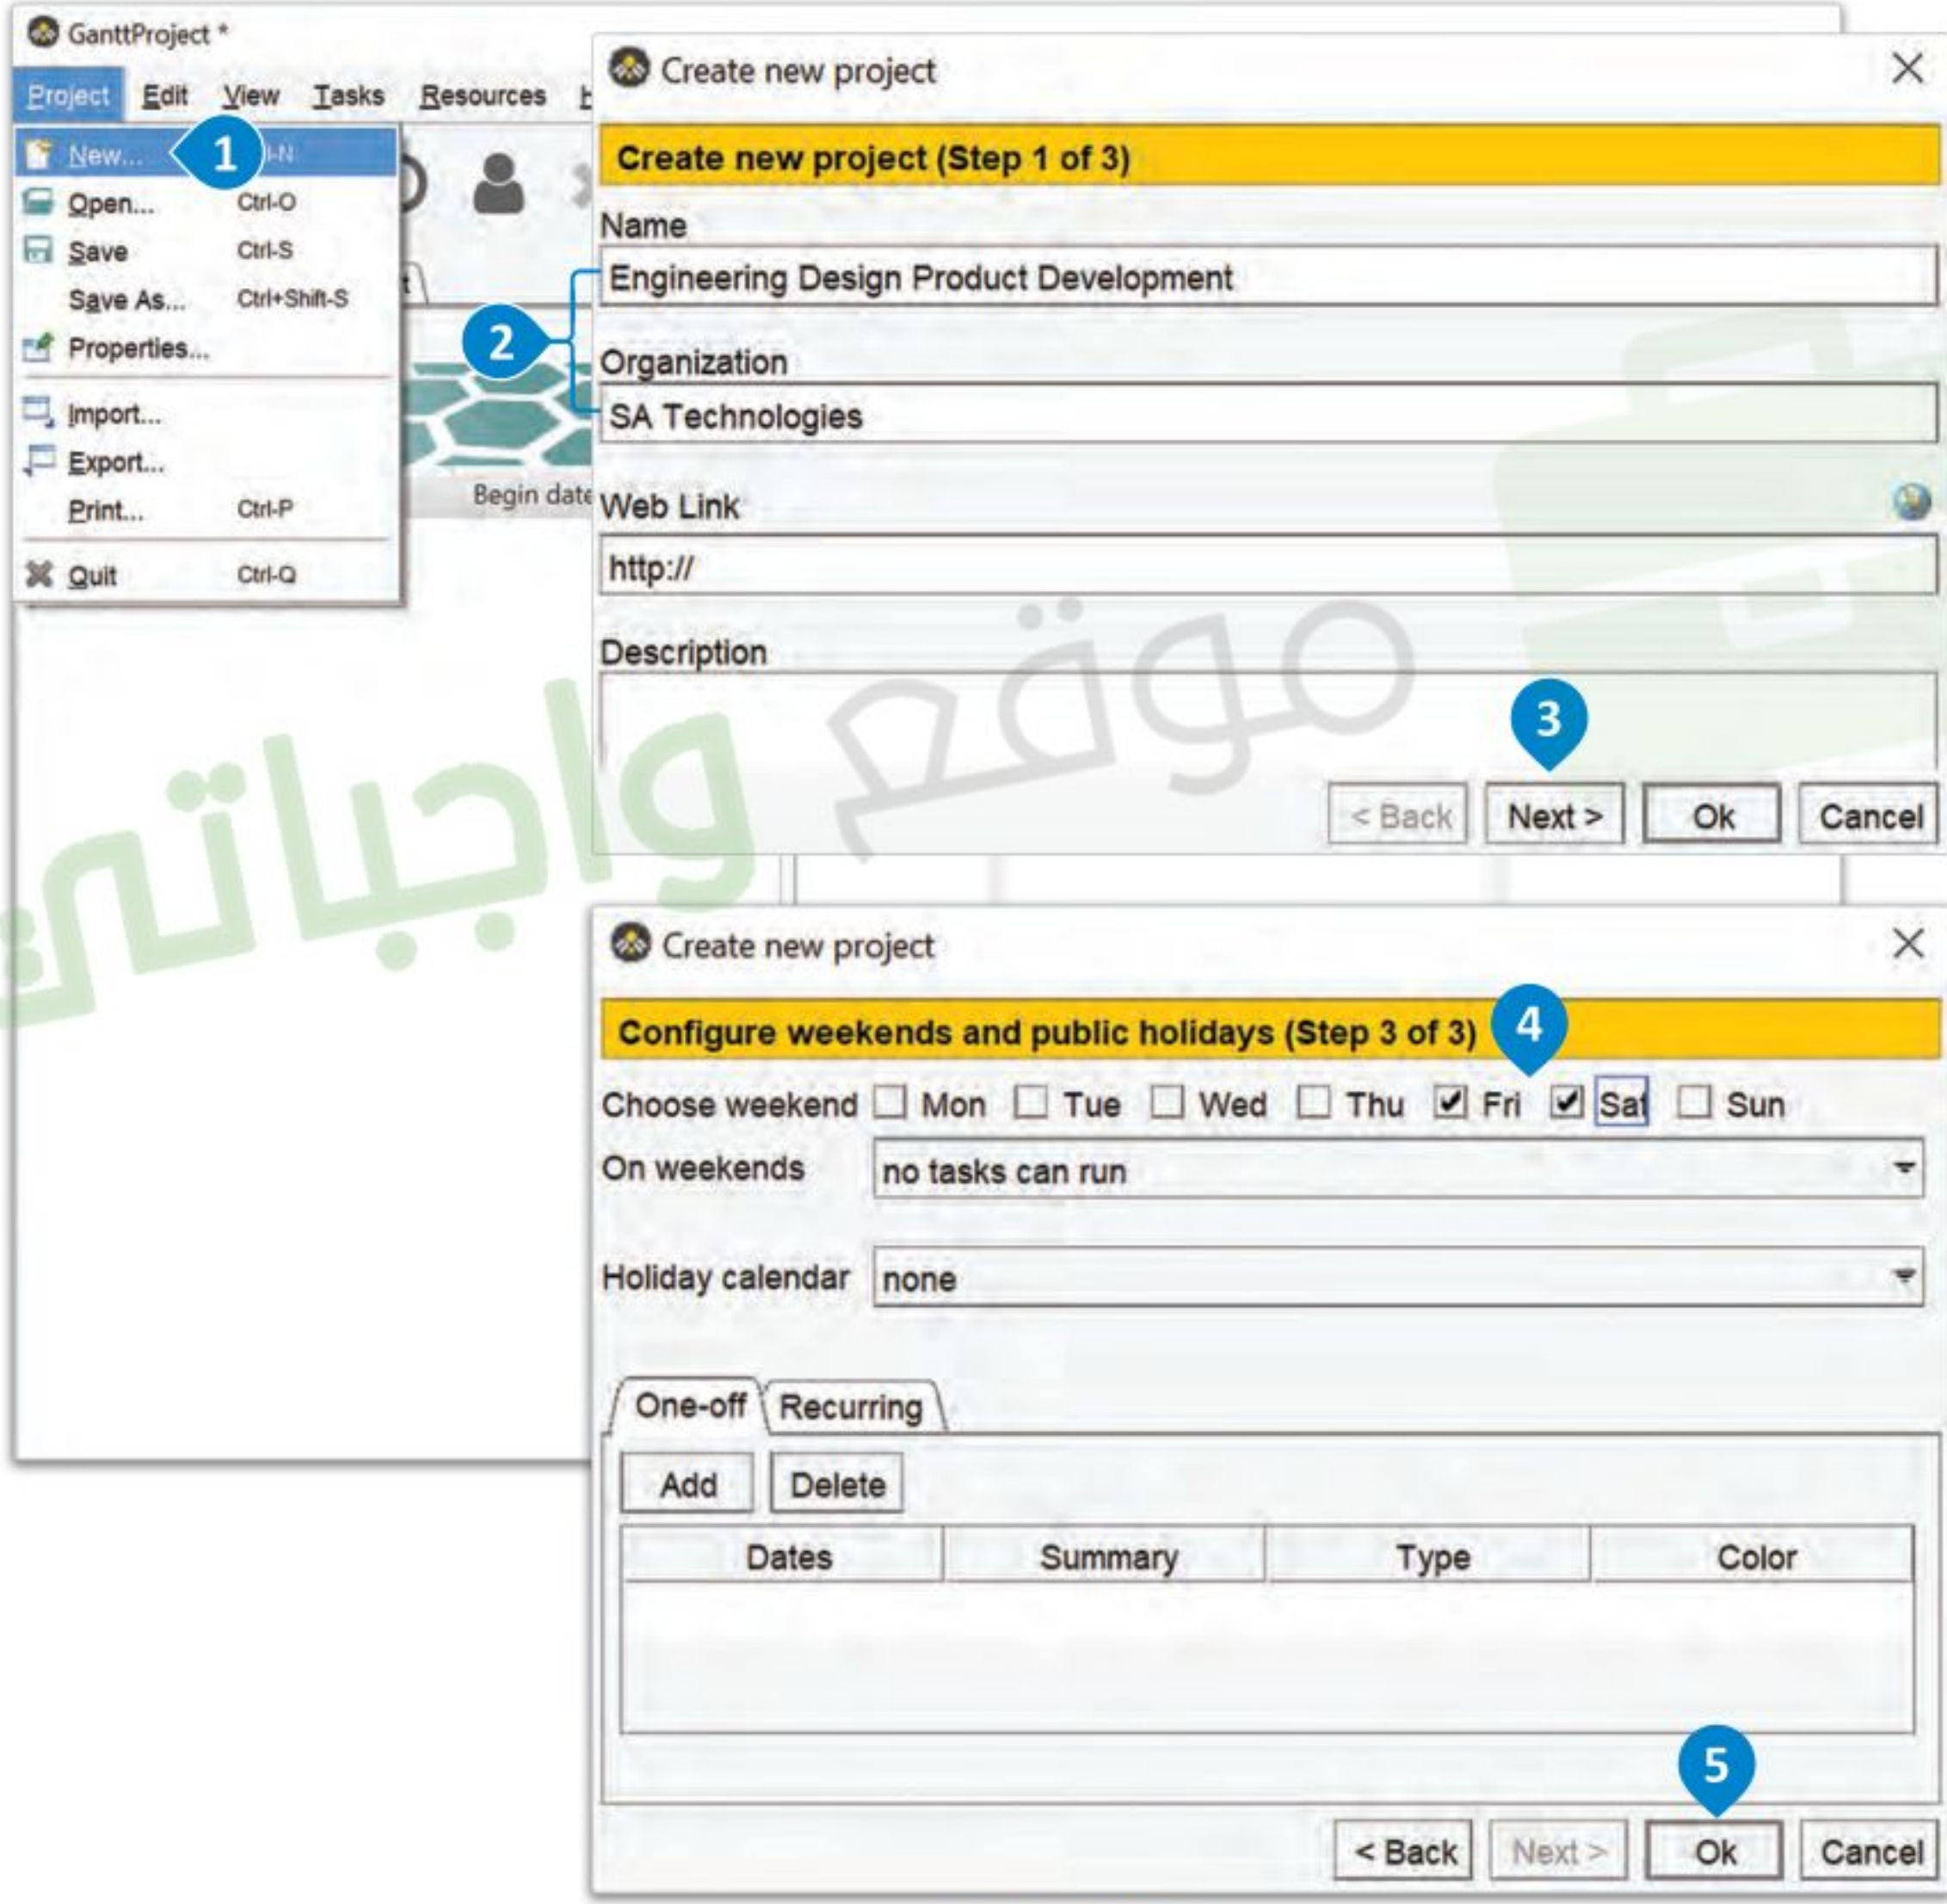 GanttProject *
Project Edit View Tasks Resources
New...
1
Open... Ctrl-O
Save Ctrl-S
Save As... Ctrl+Shift-S
Properties...
Import...
Export...
Print... Ctrl-P
Quit Ctrl-Q
Begin date
2
Create new project
Create new project (Step 1 of 3)
Name
Engineering Design Product Development
Organization
SA Technologies
Web Link
http://
Description
3
< Back Next > Ok Cancel
موقع
واجباتي
Create new project
Configure weekends and public holidays (Step 3 of 3)
4
Choose weekend Mon Tue Wed Thu Fri Sat Sun
On weekends no tasks can run
Holiday calendar none
One-off Recurring
Add Delete
Dates Summary Type Color
5
< Back Next > Ok Cancel